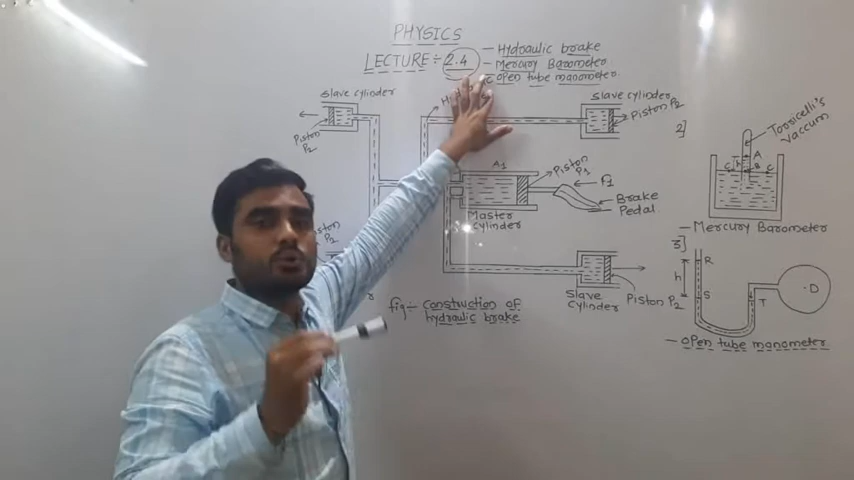 PHYSICS
LECTURE ÷ 2.4
- Hydraulic brake
- Mercury Barometer
- open tube manometer.
Slave cylinder
Piston P2
Slave cylinder
Piston P2
A1
Piston
P1
F1
Brake
Pedal
Master
Cylinder
Slave
Cylinder
Piston P2
fig ÷ Construction of
hydraulic brake
2]
Torricelli's
Vaccum
A
h
B
C
C
- Mercury Barometer
3]
R
h
S
T
.D
- open tube manometer.